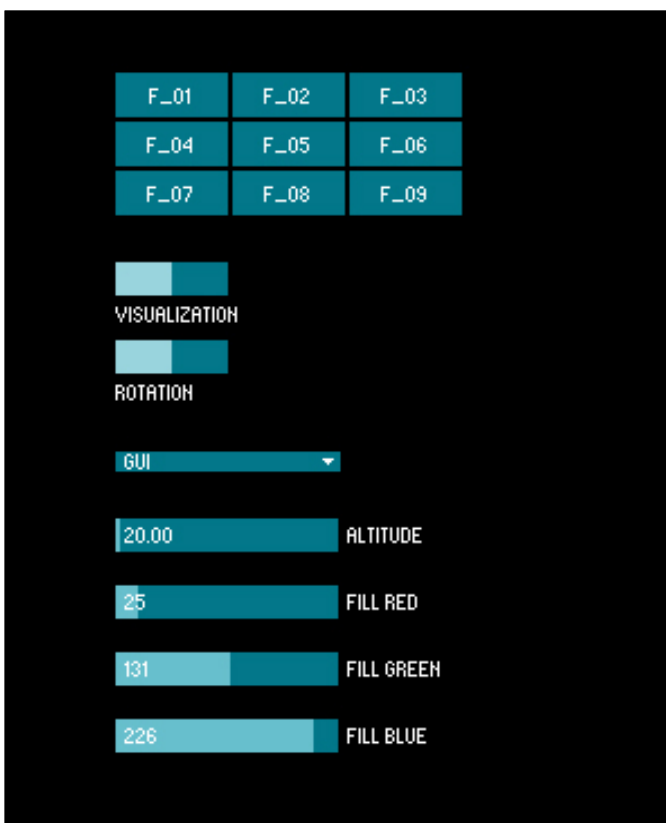 F_01 F_02 F_03
F_04 F_05 F_06
F_07 F_08 F_09
VISUALIZATION
ROTATION
GUI
20.00 ALTITUDE
25 FILL RED
131 FILL GREEN
226 FILL BLUE